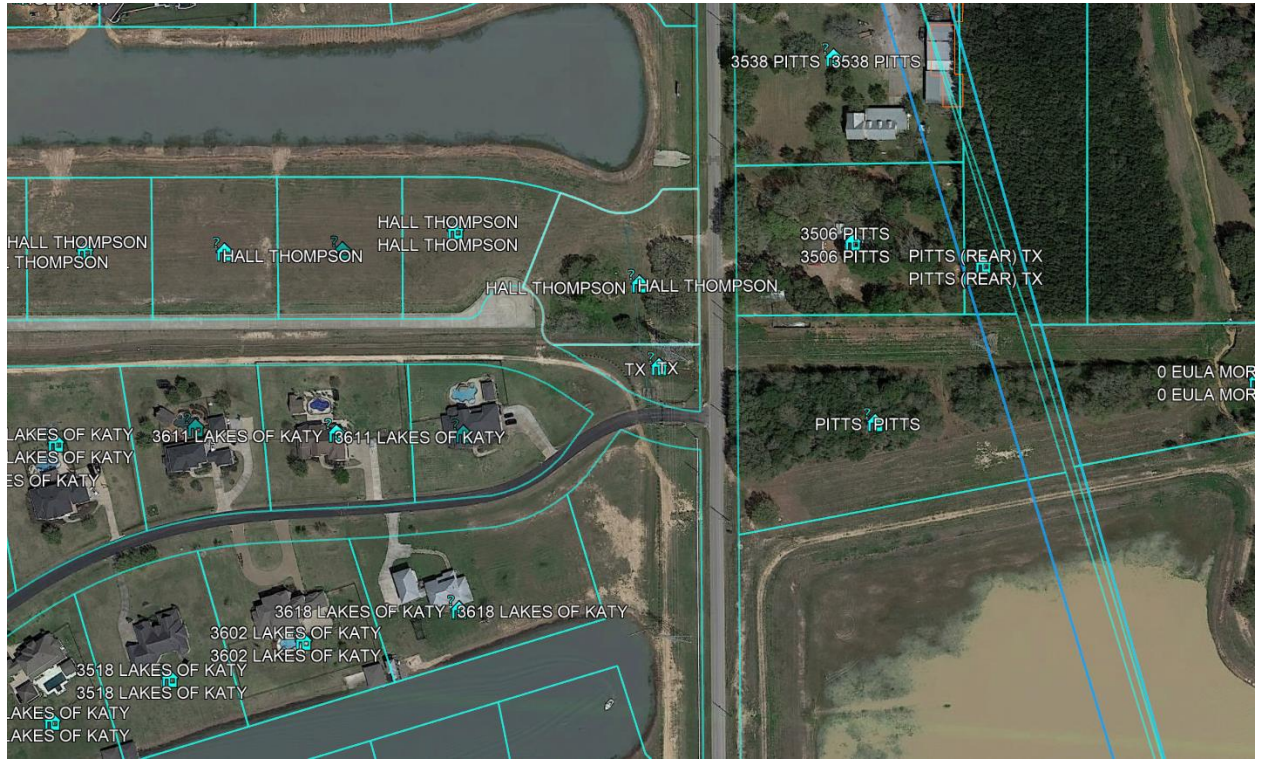 3538 PITTS 3538 PITTS
HALL THOMPSON
HALL THOMPSON
HALL THOMPSON
HALL THOMPSON
THOMPSON
3506 PITTS
3506 PITTS
PITTS (REAR) TX
PITTS (REAR) TX
HALL THOMPSON HALL THOMPSON
TX TX
0 EULA MOR
0 EULA MOR
PITTS PITTS
LAKES OF KATY
LAKES OF KATY
ES OF KATY
3611 LAKES OF KATY 3611 LAKES OF KATY
3618 LAKES OF KATY 3618 LAKES OF KATY
3602 LAKES OF KATY
3602 LAKES OF KATY
3518 LAKES OF KATY
3518 LAKES OF KATY
LAKES OF KATY
LAKES OF KATY